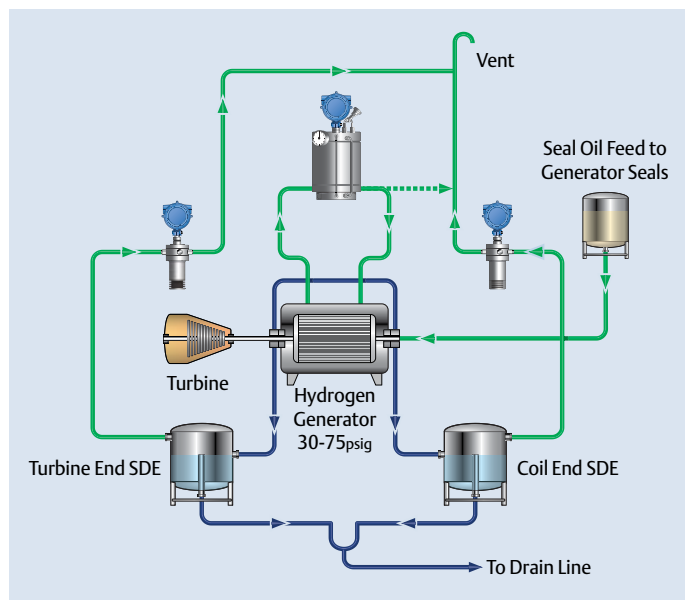 Vent
Seal Oil Feed to
Generator Seals
Turbine
Hydrogen
Generator
30-75psig
Turbine End SDE
Coil End SDE
To Drain Line